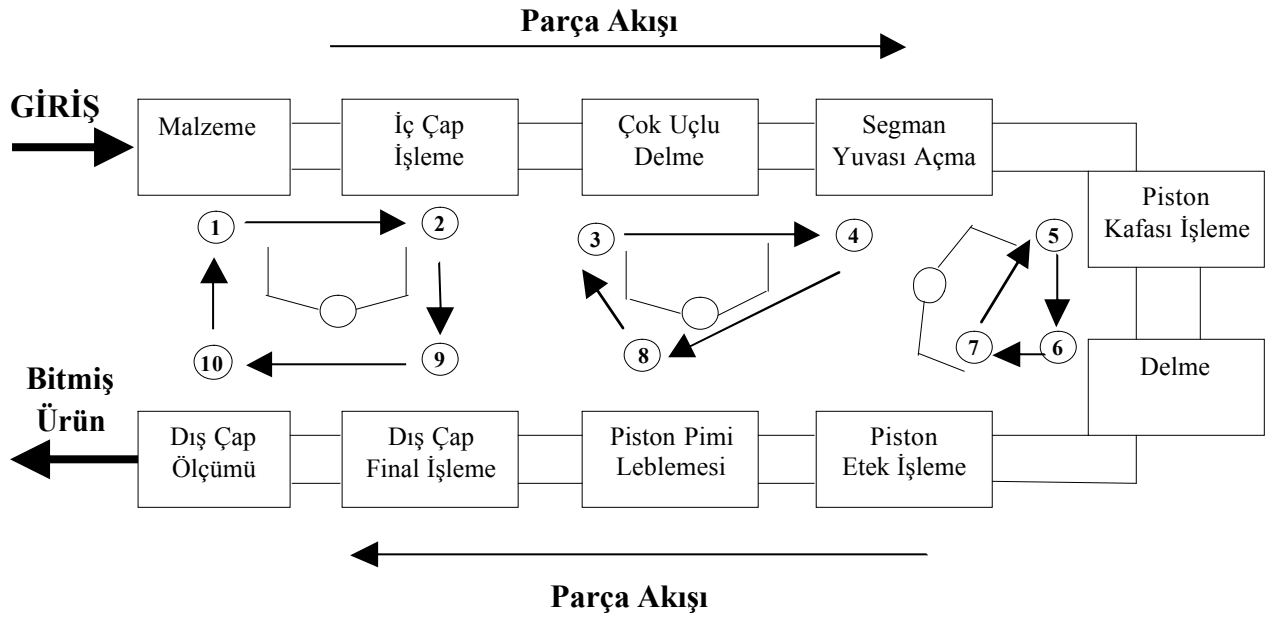 Parça Akışı
GİRİŞ
Malzeme
İç Çap
İşleme
Çok Uçlu
Delme
Segman
Yuvası Açma
Piston
Kafası İşleme
1
2
3
4
5
10
9
8
7
6
Delme
Bitmiş
Ürün
Dış Çap
Ölçümü
Dış Çap
Final İşleme
Piston Pimi
Leblemesi
Piston
Etek İşleme
Parça Akışı